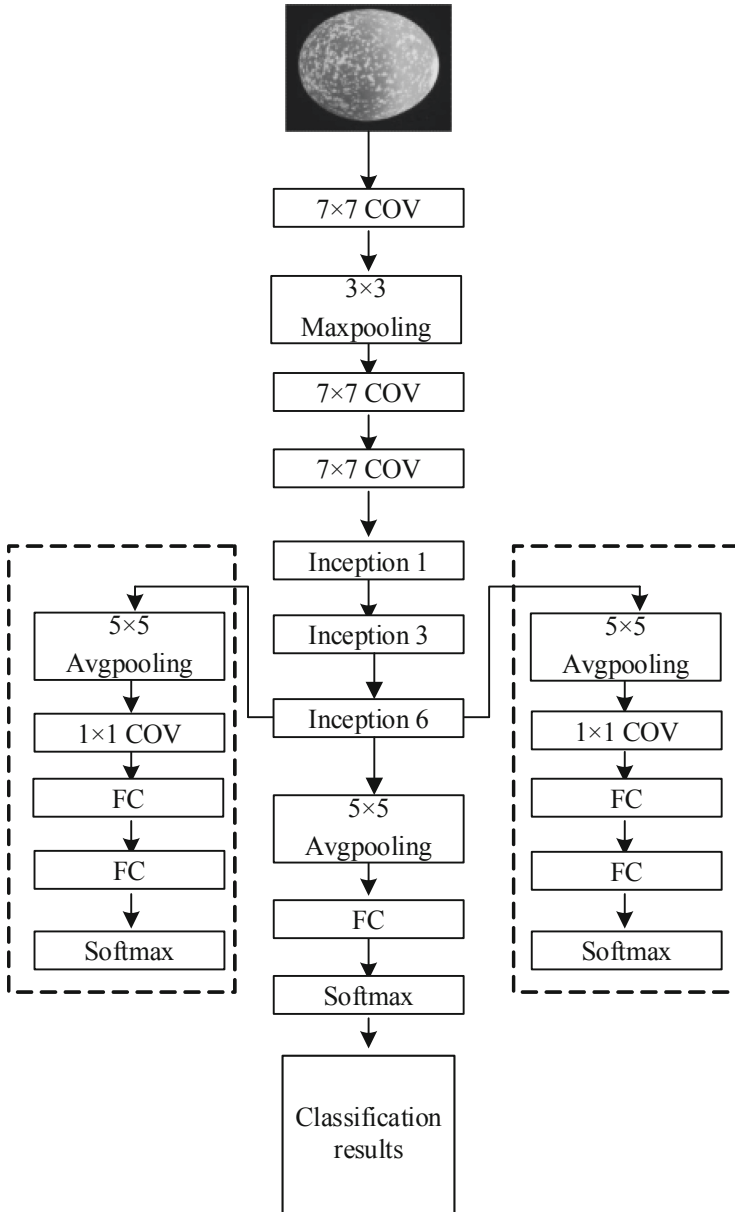 7×7 COV
3×3
Maxpooling
7×7 COV
7×7 COV
Inception 1
Inception 3
Inception 6
5×5
Avgpooling
1×1 COV
FC
FC
Softmax
5×5
Avgpooling
FC
Softmax
Classification
results
5×5
Avgpooling
1×1 COV
FC
FC
Softmax